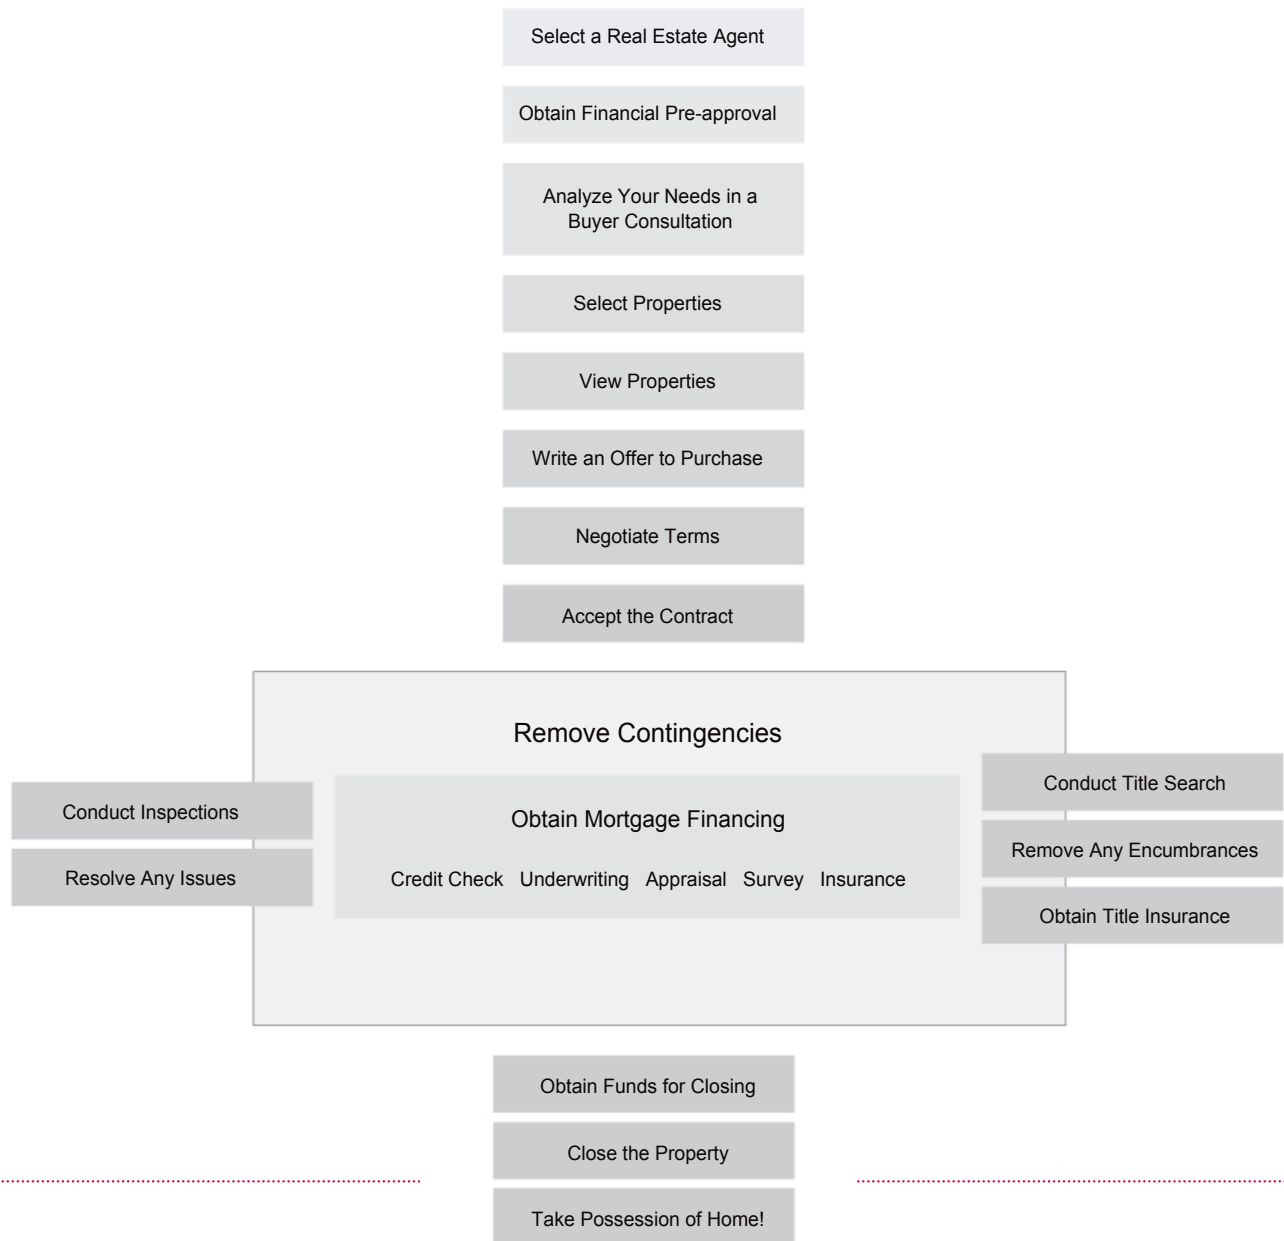 Select a Real Estate Agent
Obtain Financial Pre-approval
Analyze Your Needs in a
Buyer Consultation
Select Properties
View Properties
Write an Offer to Purchase
Negotiate Terms
Accept the Contract
Remove Contingencies
Conduct Inspections
Resolve Any Issues
Obtain Mortgage Financing
Credit Check Underwriting Appraisal Survey Insurance
Conduct Title Search
Remove Any Encumbrances
Obtain Title Insurance
Obtain Funds for Closing
Close the Property
Take Possession of Home!